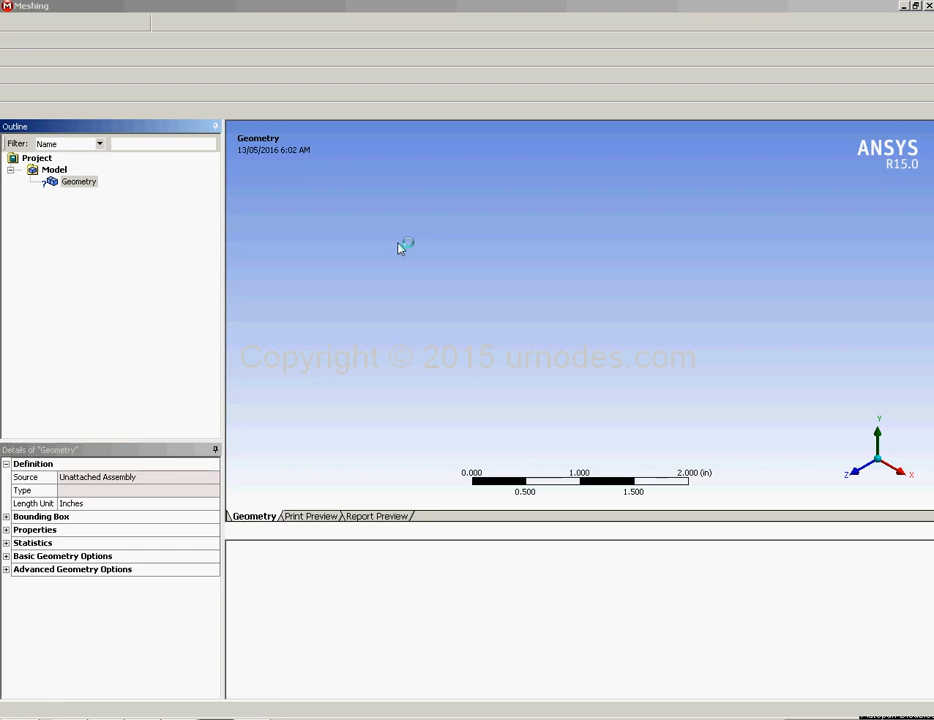 Meshing
Outline
Filter: Name
Project
Model
Geometry
Geometry
13/05/2016 6:02 AM
ANSYS
R15.0
Copyright © 2015 urnodes.com
Y
Z
X
0.000 1.000 2.000 (in)
0.500 1.500
Geometry Print Preview Report Preview
Details of "Geometry"
Definition
Source Unattached Assembly
Type
Length Unit Inches
Bounding Box
Properties
Statistics
Basic Geometry Options
Advanced Geometry Options